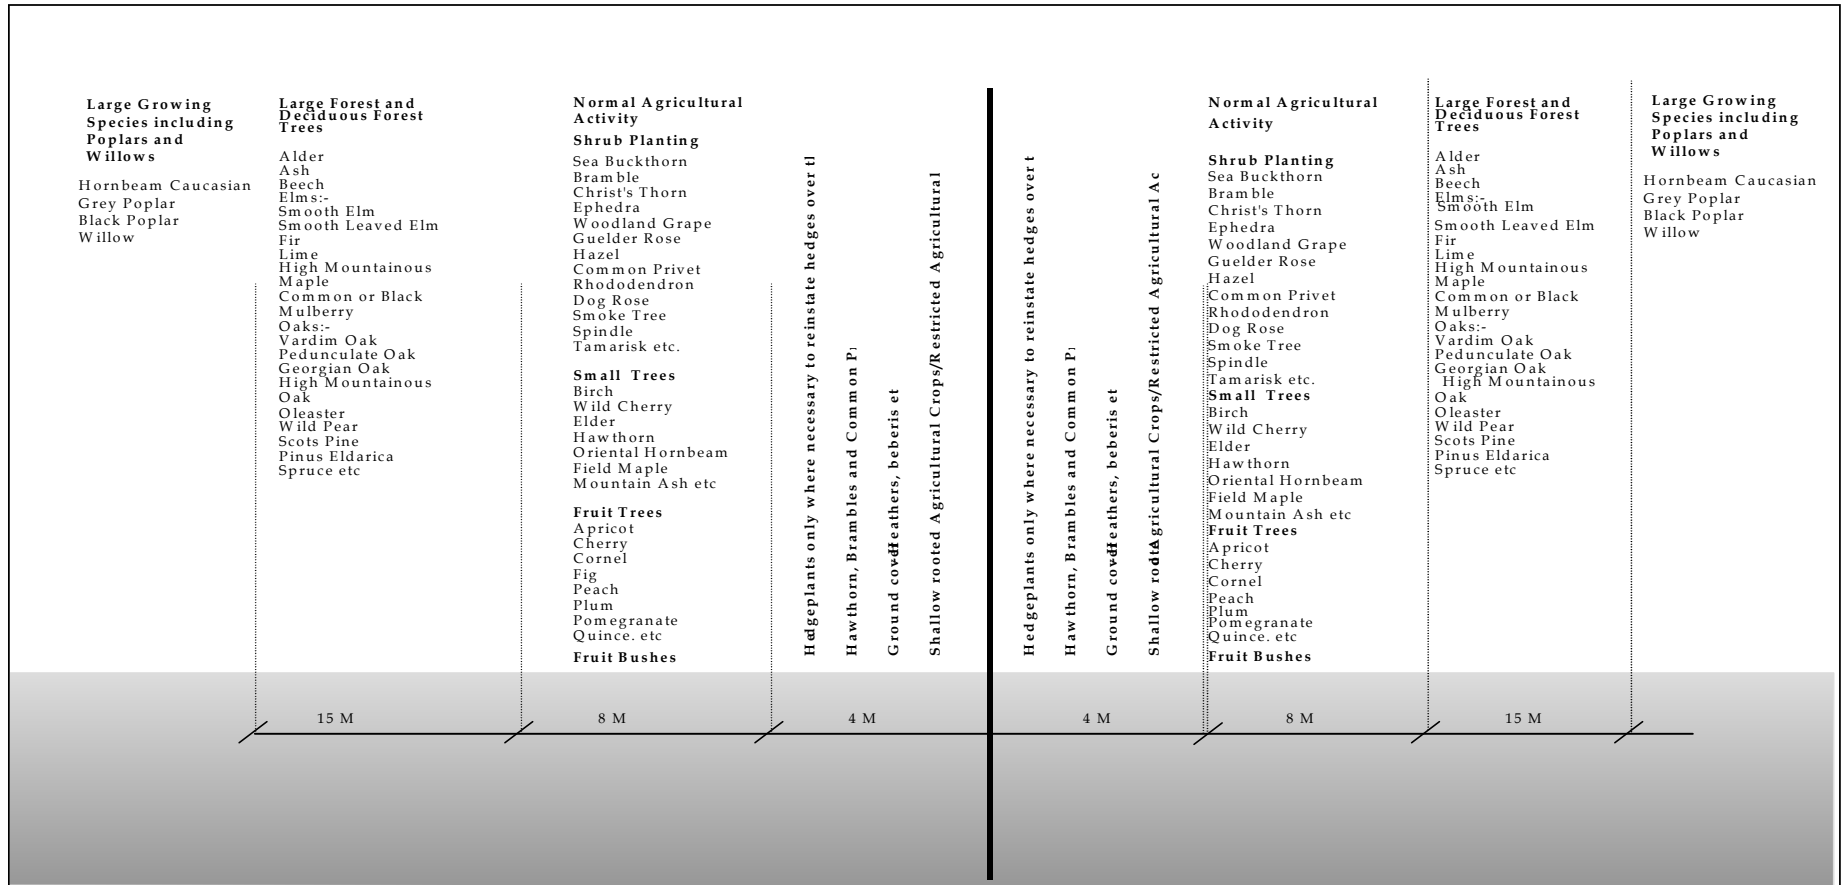 Large Growing
Species including
Poplars and
Willows
Hornbeam Caucasian
Grey Poplar
Black Poplar
Willow
Large Forest and
Deciduous Forest
Trees
Alder
Ash
Beech
Elms:-
Smooth Elm
Smooth Leaved Elm
Fir
Lime
High Mountainous
Maple
Common or Black
Mulberry
Oaks:-
Vardim Oak
Pedunculate Oak
Georgian Oak
High Mountainous
Oak
Oleaster
Wild Pear
Scots Pine
Pinus Eldarica
Spruce etc
Normal Agricultural
Activity
Shrub Planting
Sea Buckthorn
Bramble
Christ's Thorn
Ephedra
Woodland Grape
Guelder Rose
Hazel
Common Privet
Rhododendron
Dog Rose
Smoke Tree
Spindle
Tamarisk etc.
Small Trees
Birch
Wild Cherry
Elder
Hawthorn
Oriental Hornbeam
Field Maple
Mountain Ash etc
Fruit Trees
Apricot
Cherry
Cornel
Fig
Peach
Plum
Pomegranate
Quince. etc
Fruit Bushes
Hedgeplants only where necessary to reinstate hedges over
Hawthorn, Brambles and Common
Ground cover Heathers, beberis et
Shallow rooted Agricultural Crops/Restricted Agricultural
Hedgeplants only where necessary to reinstate hedges over t
Hawthorn, Brambles and Common
Ground cover Heathers, beberis et
Shallow Agricultural Crops/Restricted Agricultural Ac
Normal Agricultural
Activity
Shrub Planting
Sea Buckthorn
Bramble
Christ's Thorn
Ephedra
Woodland Grape
Guelder Rose
Hazel
Common Privet
Rhododendron
Dog Rose
Smoke Tree
Spindle
Tamarisk etc.
Small Trees
Birch
Wild Cherry
Elder
Hawthorn
Oriental Hornbeam
Field Maple
Mountain Ash etc
Fruit Trees
Apricot
Cherry
Cornel
Peach
Plum
Pomegranate
Quince. etc
Fruit Bushes
Large Forest and
Deciduous Forest
Trees
Alder
Ash
Beech
Elms:-
Smooth Elm
Smooth Leaved Elm
Fir
Lime
High Mountainous
Maple
Common or Black
Mulberry
Oaks:-
Vardim Oak
Pedunculate Oak
Georgian Oak
High Mountainous
Oak
Oleaster
Wild Pear
Scots Pine
Pinus Eldarica
Spruce etc
Large Growing
Species including
Poplars and
Willows
Hornbeam Caucasian
Grey Poplar
Black Poplar
Willow
15 M
8 M
4 M
4 M
8 M
15 M